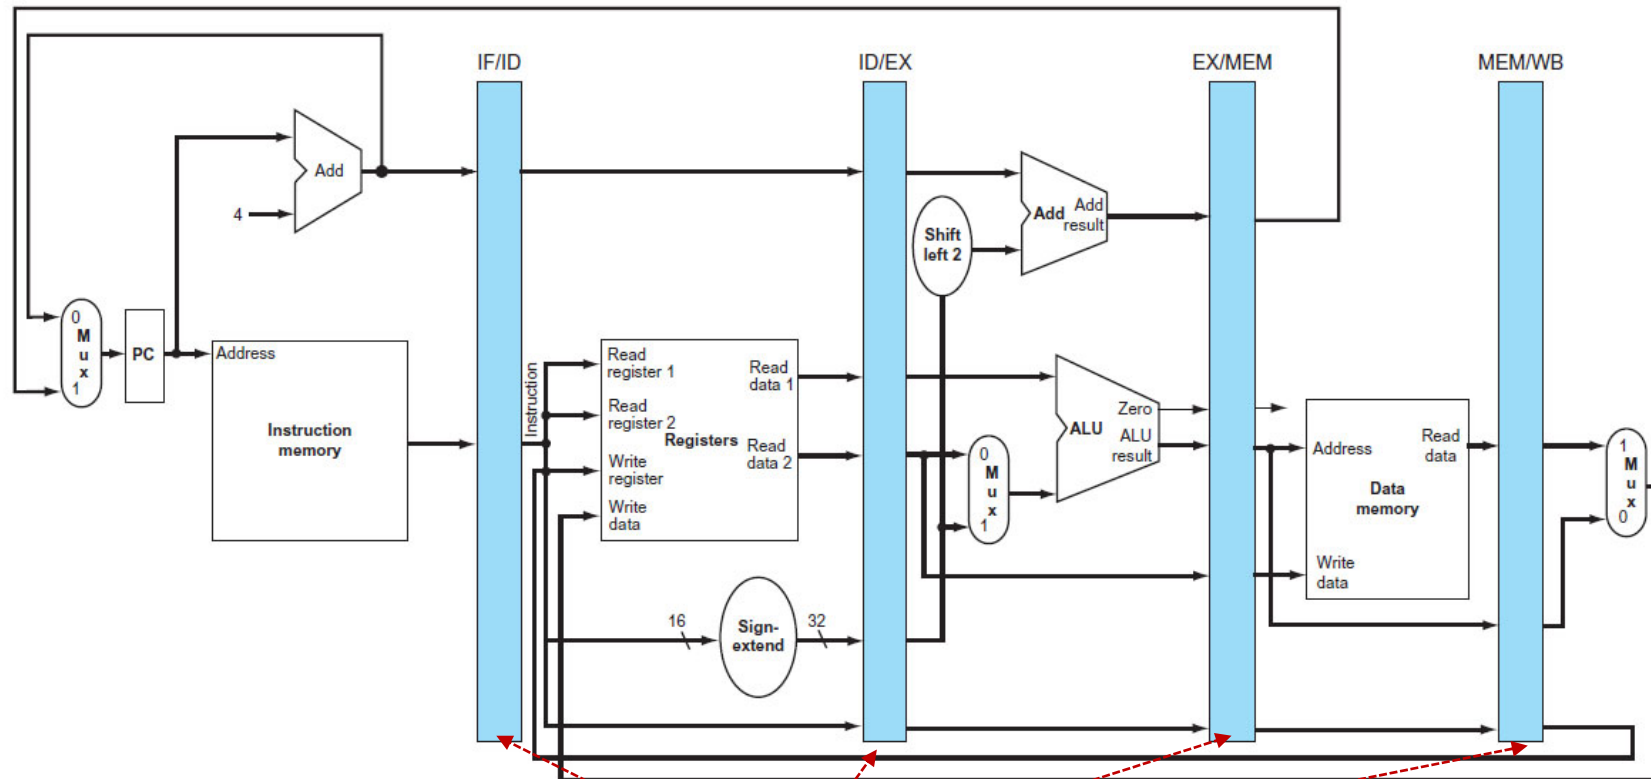 IF/ID
ID/EX
EX/MEM
MEM/WB
Add
4
Add
Add
result
Shift
left 2
0
M
u
x
1
PC
Address
Instruction
memory
Instruction
Read
register 1
Read
register 2
Write
register
Write
data
Registers
Read
data 1
Read
data 2
0
M
u
x
1
Zero
ALU
ALU
result
Address
Read
data
Data
memory
Write
data
1
M
u
x
0
16
Sign-
extend
32